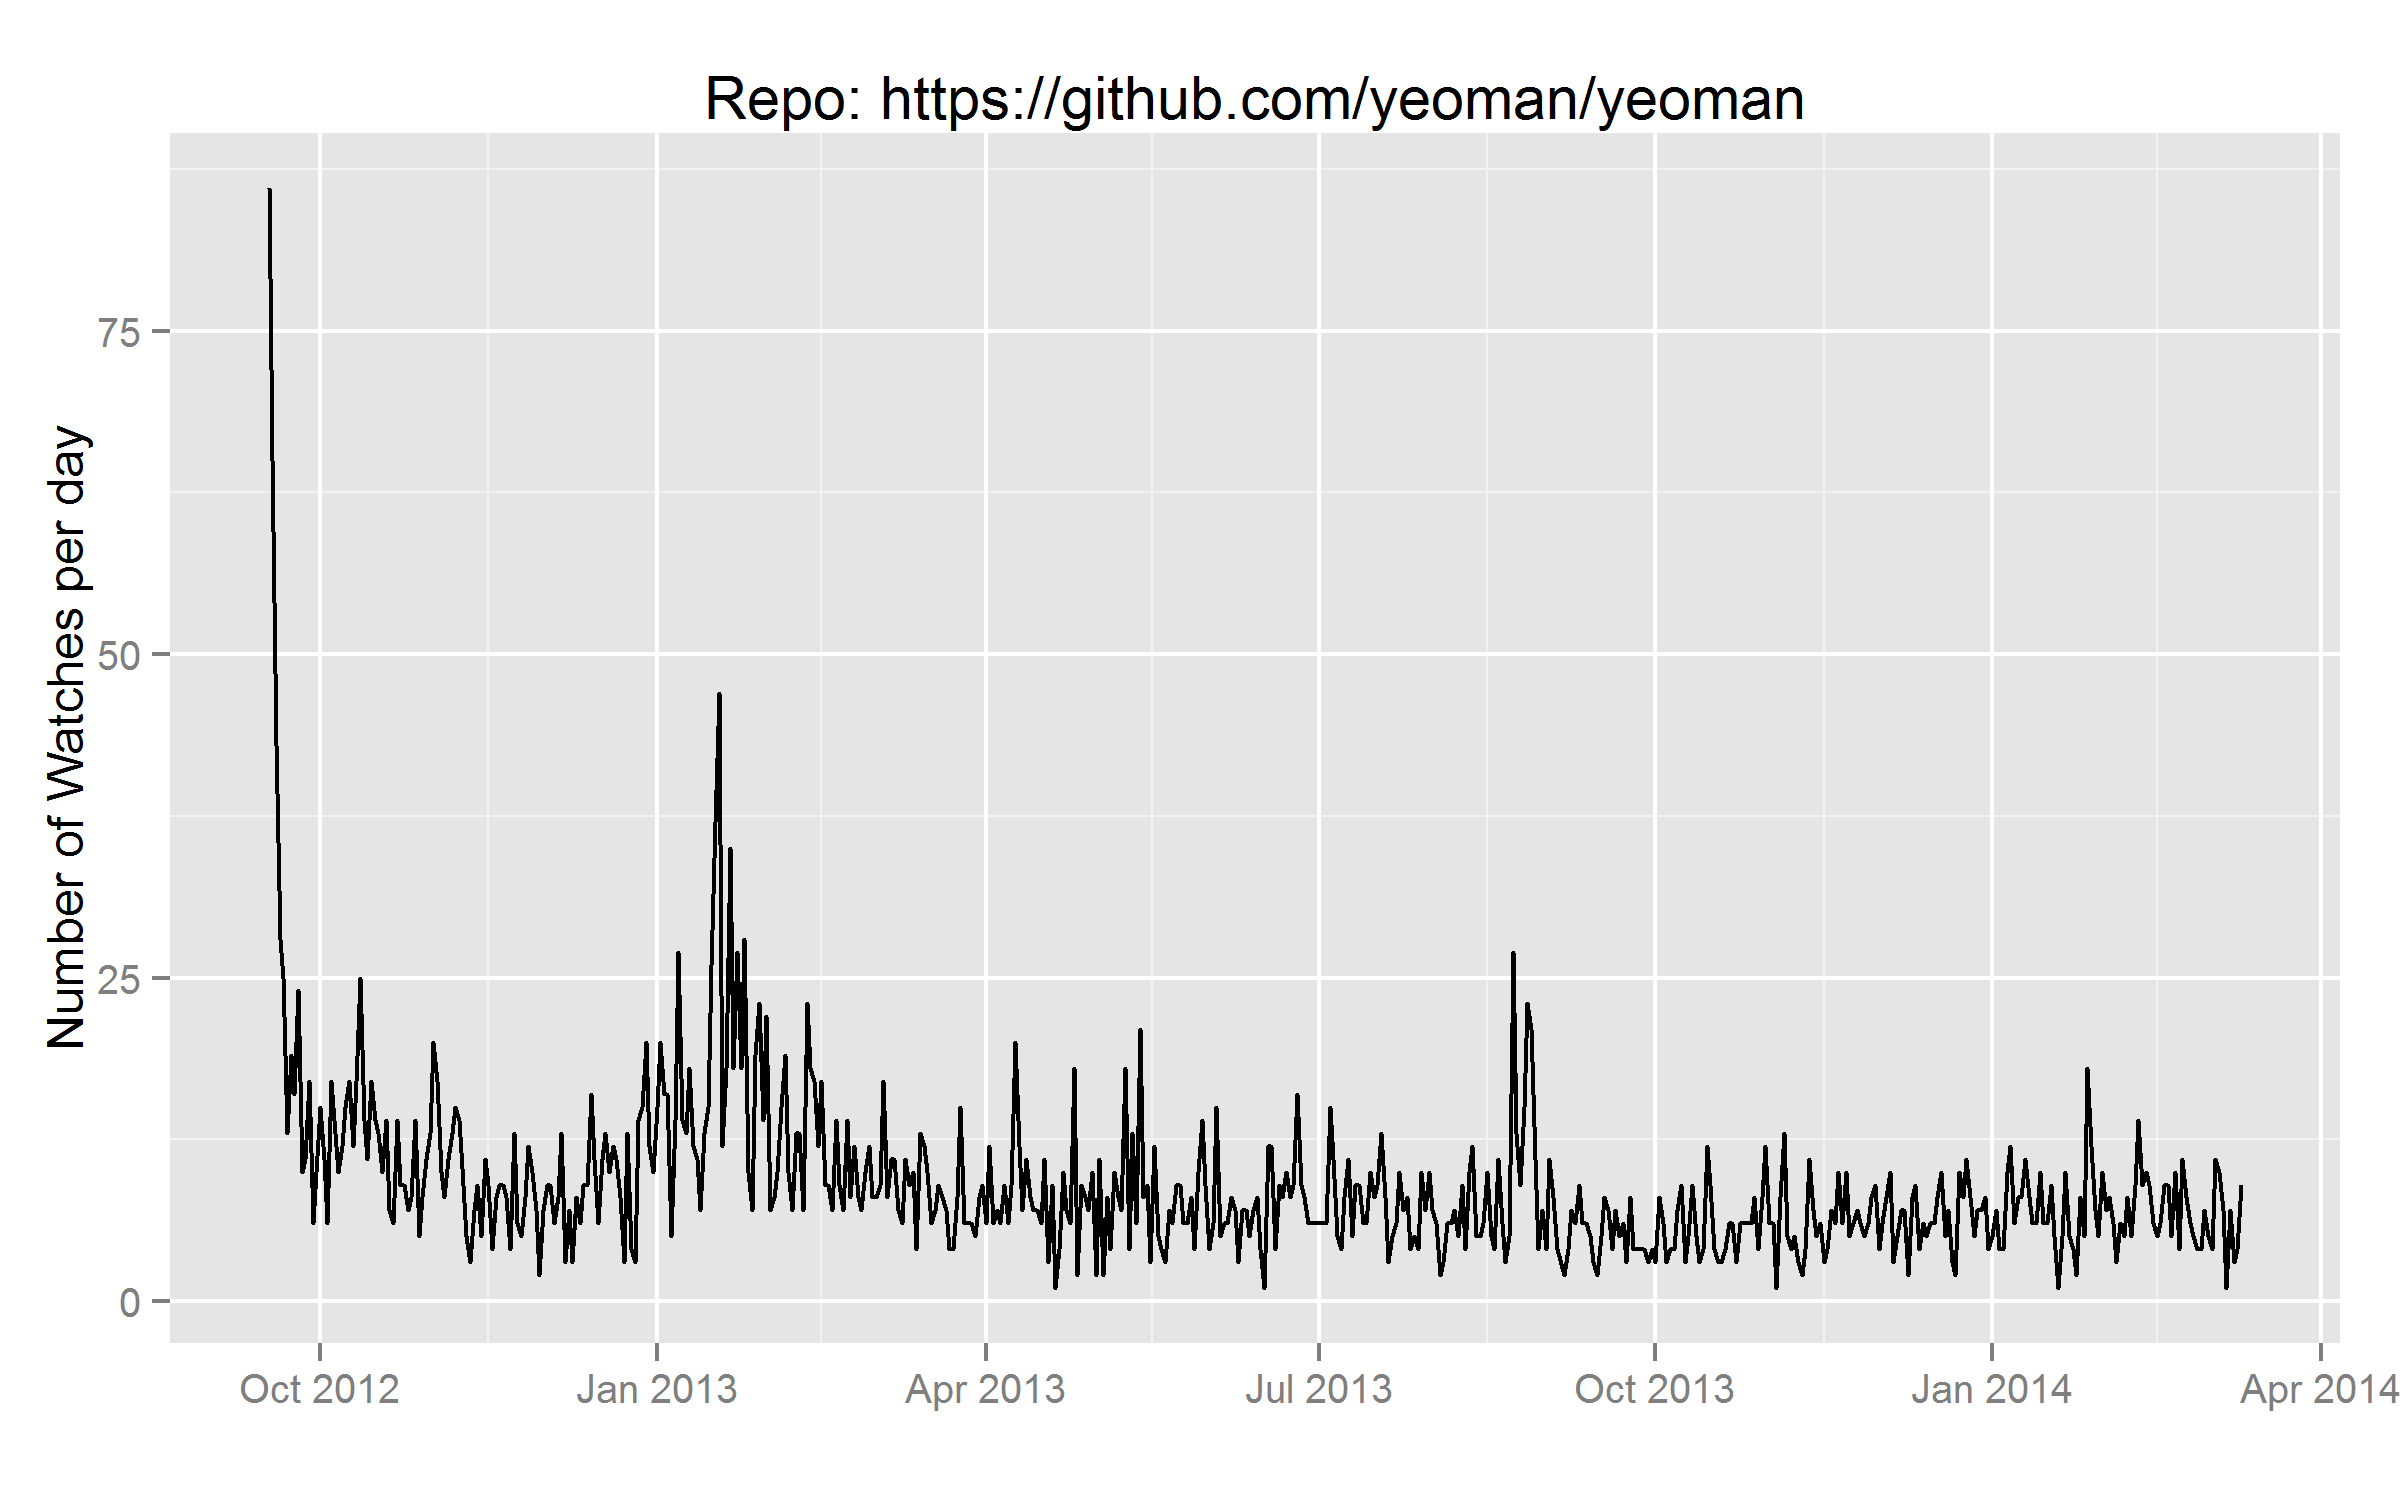 Repo: https://github.com/yeoman/yeoman
Number of Watches per day
75
50
25
0
Oct 2012
Jan 2013
Apr 2013
Jul 2013
Oct 2013
Jan 2014
Apr 2014